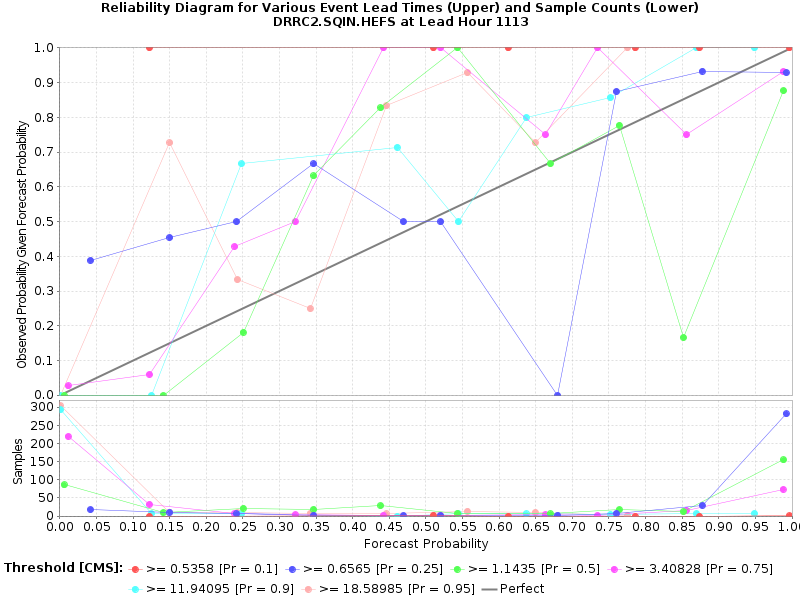 Reliability Diagram for Various Event Lead Times (Upper) and Sample Counts (Lower)
DRRC2.SQIN.HEFS at Lead Hour 1113
Observed Probability Given Forecast Probability
1.0
0.9
0.8
0.7
0.6
0.5
0.4
0.3
0.2
0.1
0.0
Samples
300
250
200
150
100
50
0
0.00 0.05 0.10 0.15 0.20 0.25 0.30 0.35 0.40 0.45 0.50 0.55 0.60 0.65 0.70 0.75 0.80 0.85 0.90 0.95 1.00
Forecast Probability
Threshold [CMS]: >= 0.5358 [Pr = 0.1] >= 0.6565 [Pr = 0.25] >= 1.1435 [Pr = 0.5] >= 3.40828 [Pr = 0.75]
>= 11.94095 [Pr = 0.9] >= 18.58985 [Pr = 0.95] Perfect